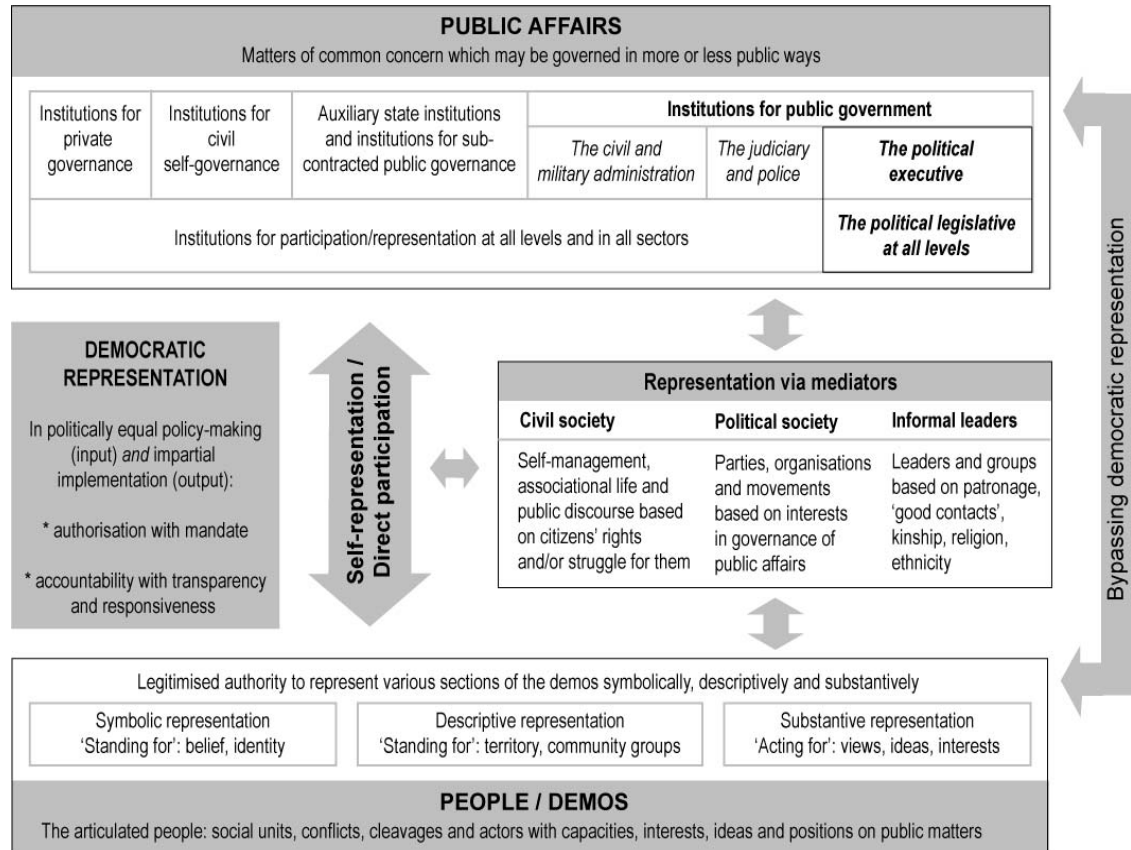 PUBLIC AFFAIRS
Matters of common concern which may be governed in more or less public ways
Institutions for
private
governance
Institutions for
civil
self-governance
Auxiliary state institutions
and institutions for sub-
contracted public governance
Institutions for public government
The civil and
military administration
The judiciary
and police
The political
executive
Institutions for participation/representation at all levels and in all sectors
The political legislative
at all levels
DEMOCRATIC
REPRESENTATION
In politically equal policy-making
(input) and impartial
implementation (output):
* authorisation with mandate
* accountability with transparency
and responsiveness
Self-representation /
Direct participation
Representation via mediators
Civil society
Self-management,
associational life and
public discourse based
on citizens' rights
and/or struggle for them
Political society
Parties, organisations
and movements
based on interests
in governance of
public affairs
Informal leaders
Leaders and groups
based on patronage,
'good contacts',
kinship, religion,
ethnicity
Bypassing democratic representation
Legitimised authority to represent various sections of the demos symbolically, descriptively and substantively
Symbolic representation
'Standing for': belief, identity
Descriptive representation
'Standing for': territory, community groups
Substantive representation
'Acting for': views, ideas, interests
PEOPLE / DEMOS
The articulated people: social units, conflicts, cleavages and actors with capacities, interests, ideas and positions on public matters